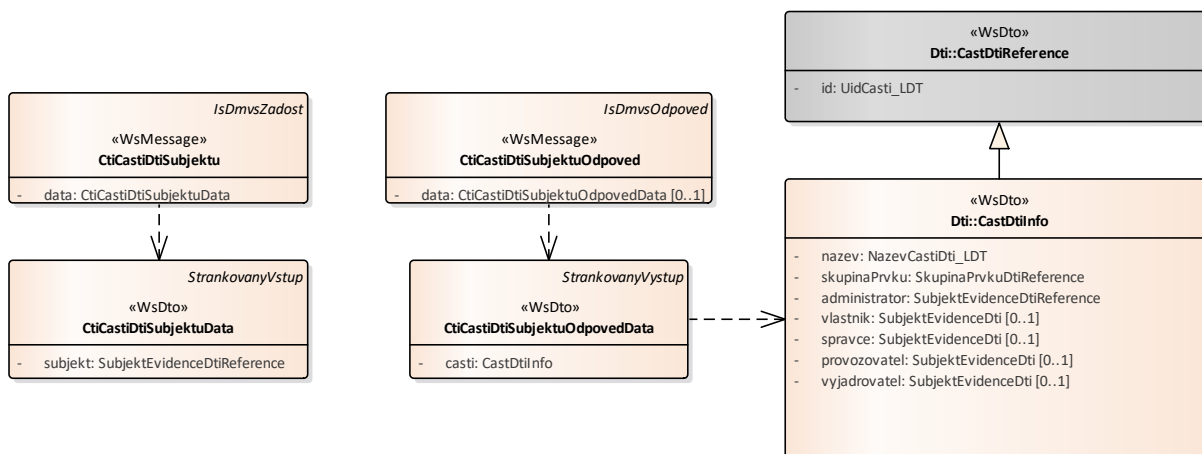 IsDmvsZadost
«WsMessage»
CtiCastiDtiSubjektu
- data: CtiCastiDtiSubjektuData
StrankovanyVstup
«WsDto»
CtiCastiDtiSubjektuData
- subjekt: SubjektEvidenceDtiReference
IsDmvsOdpoved
«WsMessage»
CtiCastiDtiSubjektuOdpoved
- data: CtiCastiDtiSubjektuOdpovedData [0..1]
StrankovanyVystup
«WsDto»
CtiCastiDtiSubjektuOdpovedData
- casti: CastDtiInfo
«WsDto»
Dti::CastDtiReference
- id: UidCasti_LDT
«WsDto»
Dti::CastDtiInfo
- nazev: NazevCastiDti_LDT
- skupinaPrvku: SkupinaPrvkuDtiReference
- administrator: SubjektEvidenceDtiReference
- vlastnik: SubjektEvidenceDti [0..1]
- spravce: SubjektEvidenceDti [0..1]
- provozovatel: SubjektEvidenceDti [0..1]
- vyjadrovatel: SubjektEvidenceDti [0..1]